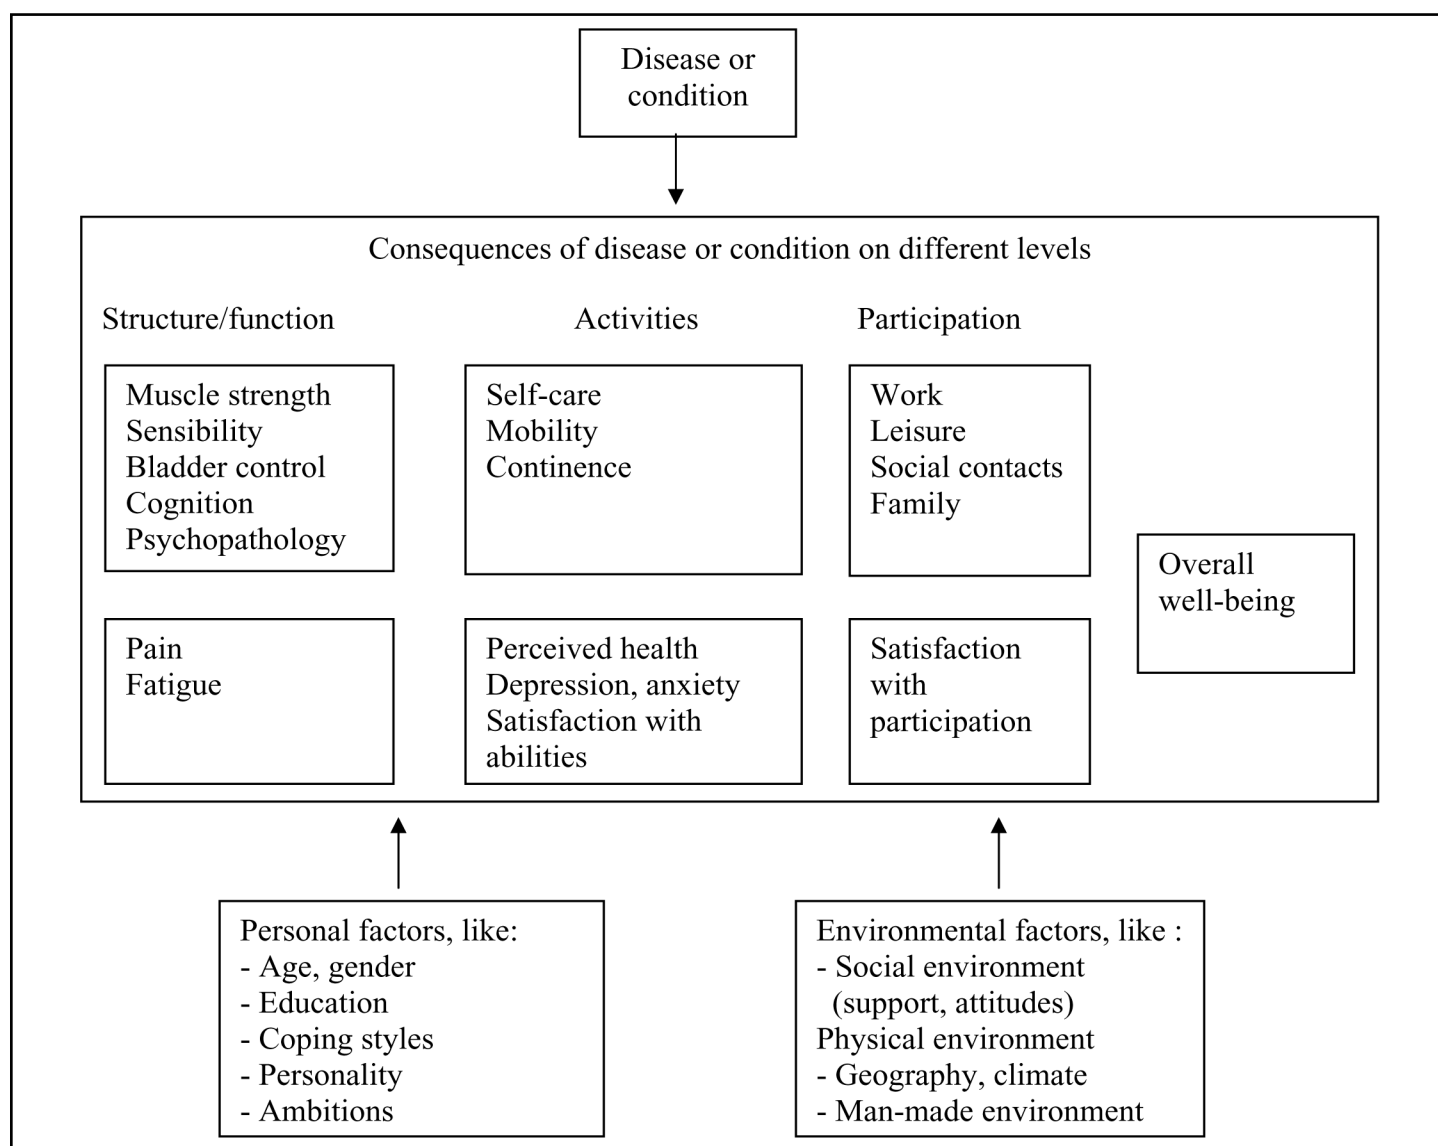 Disease or
condition
Consequences of disease or condition on different levels
Structure/function
Activities
Participation
Muscle strength
Sensibility
Bladder control
Cognition
Psychopathology
Self-care
Mobility
Continence
Work
Leisure
Social contacts
Family
Overall
well-being
Pain
Fatigue
Perceived health
Depression, anxiety
Satisfaction with
abilities
Satisfaction
with
participation
Personal factors, like:
- Age, gender
- Education
- Coping styles
- Personality
- Ambitions
Environmental factors, like :
- Social environment
(support, attitudes)
Physical environment
- Geography, climate
- Man-made environment